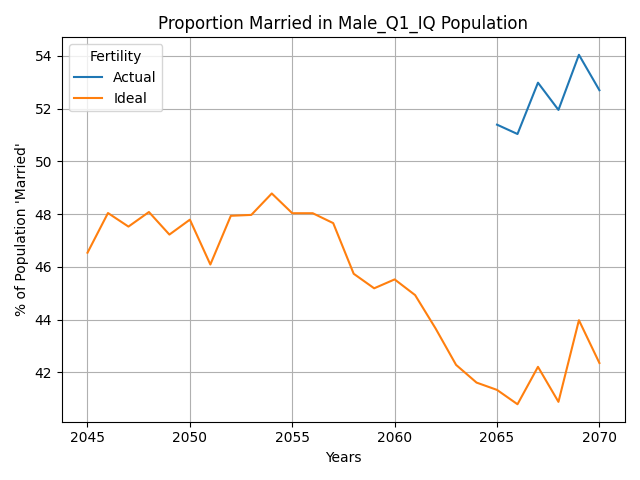 Proportion Married in Male_Q1_IQ Population
Fertility
Actual
Ideal
% of Population 'Married'
54
52
50
48
46
44
42
2045 2050 2055 2060 2065 2070
Years